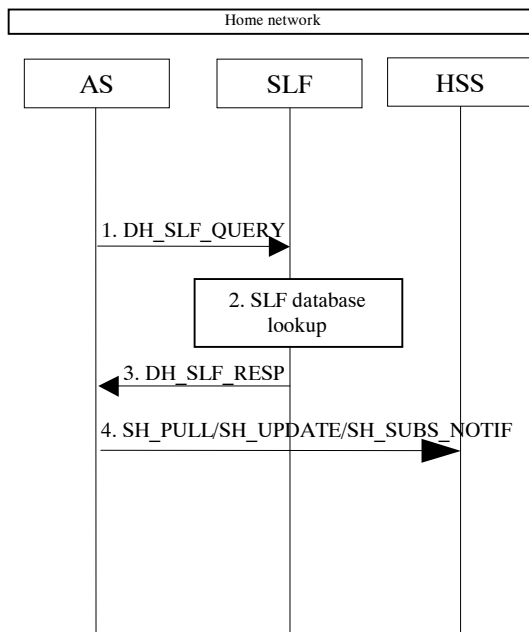 Home network
AS
SLF
HSS
1. DH_SLF_QUERY
2. SLF database
lookup
3. DH_SLF_RESP
4. SH_PULL/SH_UPDATE/SH_SUBS_NOTIF